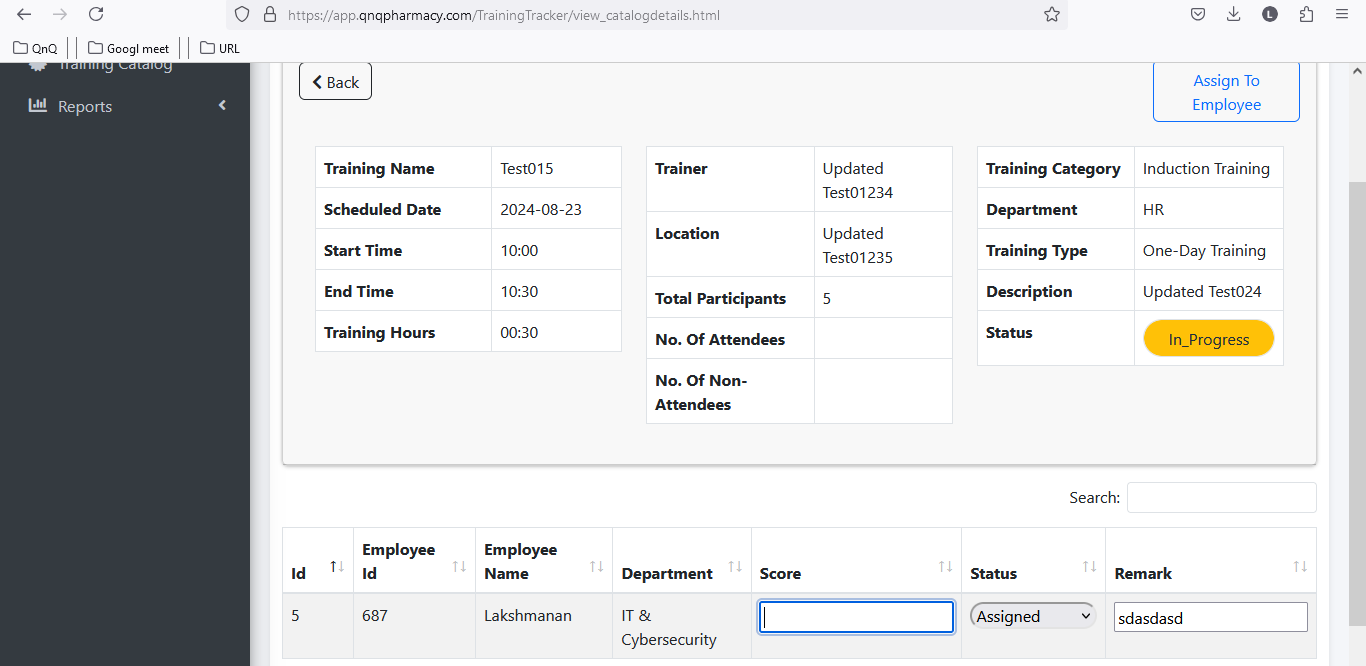 https://app.qnqpharmacy.com/TrainingTracker/view_catalogdetails.html
L
QnQ
Googl meet
URL
Training Catalog
Reports
Back
Assign To
Employee
Training Name Test015
Scheduled Date 2024-08-23
Start Time 10:00
End Time 10:30
Training Hours 00:30
Trainer Updated
Test01234
Location Updated
Test01235
Total Participants 5
No. Of Attendees
No. Of Non-
Attendees
Training Category Induction Training
Department HR
Training Type One-Day Training
Description Updated Test024
Status In_Progress
Search:
Id Employee
Id Employee
Name Department Score Status Remark
5 687 Lakshmanan IT &
Cybersecurity Assigned sdasdasd